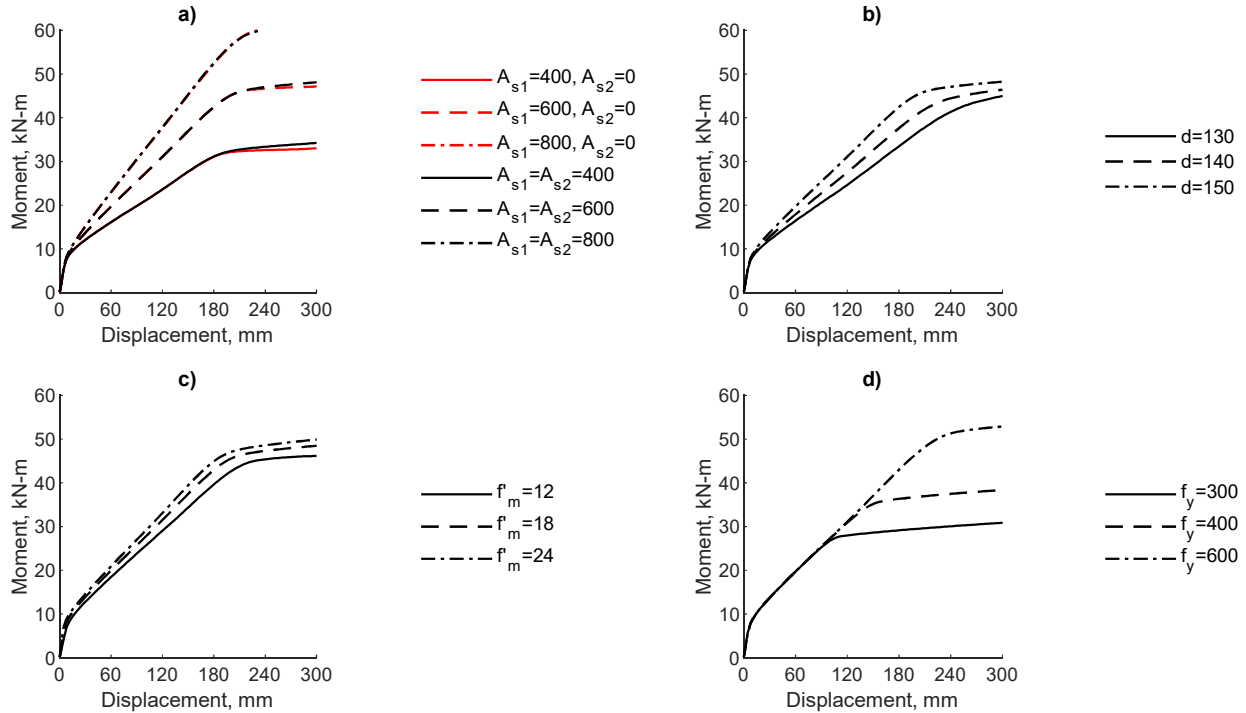 a)
60
50
40
30
20
10
0
Moment, kN-m
0 60 120 180 240 300
Displacement, mm
A_s1=400, A_s2=0
A_s1=600, A_s2=0
A_s1=800, A_s2=0
A_s1=A_s2=400
A_s1=A_s2=600
A_s1=A_s2=800
b)
60
50
40
30
20
10
0
Moment, kN-m
0 60 120 180 240 300
Displacement, mm
d=130
d=140
d=150
c)
60
50
40
30
20
10
0
Moment, kN-m
0 60 120 180 240 300
Displacement, mm
f'_m=12
f'_m=18
f'_m=24
d)
60
50
40
30
20
10
0
Moment, kN-m
0 60 120 180 240 300
Displacement, mm
f_y=300
f_y=400
f_y=600